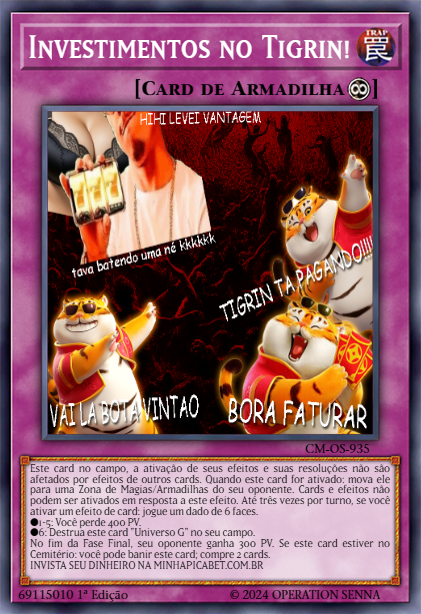 INVESTIMENTOS NO TIGRIN!
TRAP
罠
[CARD DE ARMADILHA∞]
HIHI LEVEI VANTAGEM
777
tava batendo uma né kkkkkk
TIGRIN TA PAGANDO!!!!
VAI LA BOTA VINTAO
BORA FATURAR
CM-OS-935
Este card no campo, a ativação de seus efeitos e suas resoluções não são
afetados por efeitos de outros cards. Quando este card for ativado: mova ele
para uma Zona de Magias/Armadilhas do seu oponente. Cards e efeitos não
podem ser ativados em resposta a este efeito. Até três vezes por turno, se você
ativar um efeito de card: jogue um dado de 6 faces.
●1-5: Você perde 400 PV.
●6: Destrua este card "Universo G" no seu campo.
No fim da Fase Final, seu oponente ganha 300 PV. Se este card estiver no
Cemitério: você pode banir este card; compre 2 cards.
INVISTA SEU DINHEIRO NA MINHAPICABET.COM.BR
69115010 1ª Edição
© 2024 OPERATION SENNA